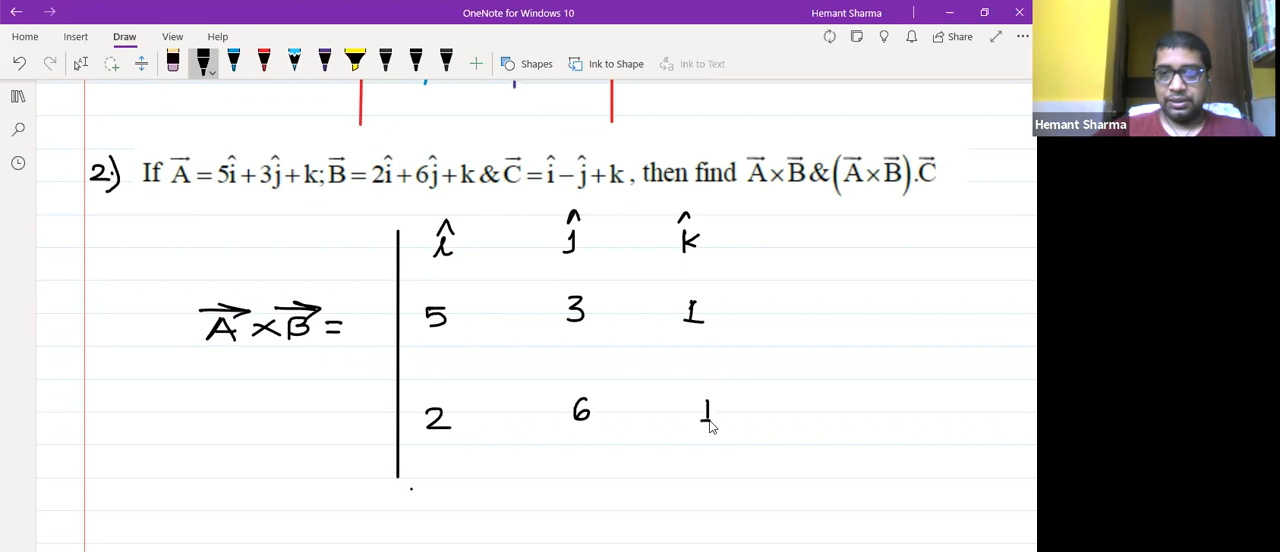 OneNote for Windows 10
Hemant Sharma
Home Insert Draw View Help
Share
Shapes Ink to Shape Ink to Text
Hemant Sharma
2:) If A⃗ = 5î + 3ĵ + k; B⃗ = 2î + 6ĵ + k & C⃗ = î − ĵ + k , then find A⃗×B⃗ & (A⃗×B⃗).C⃗
î ĵ k̂
5 3 1
A⃗ × B⃗ =
2 6 1